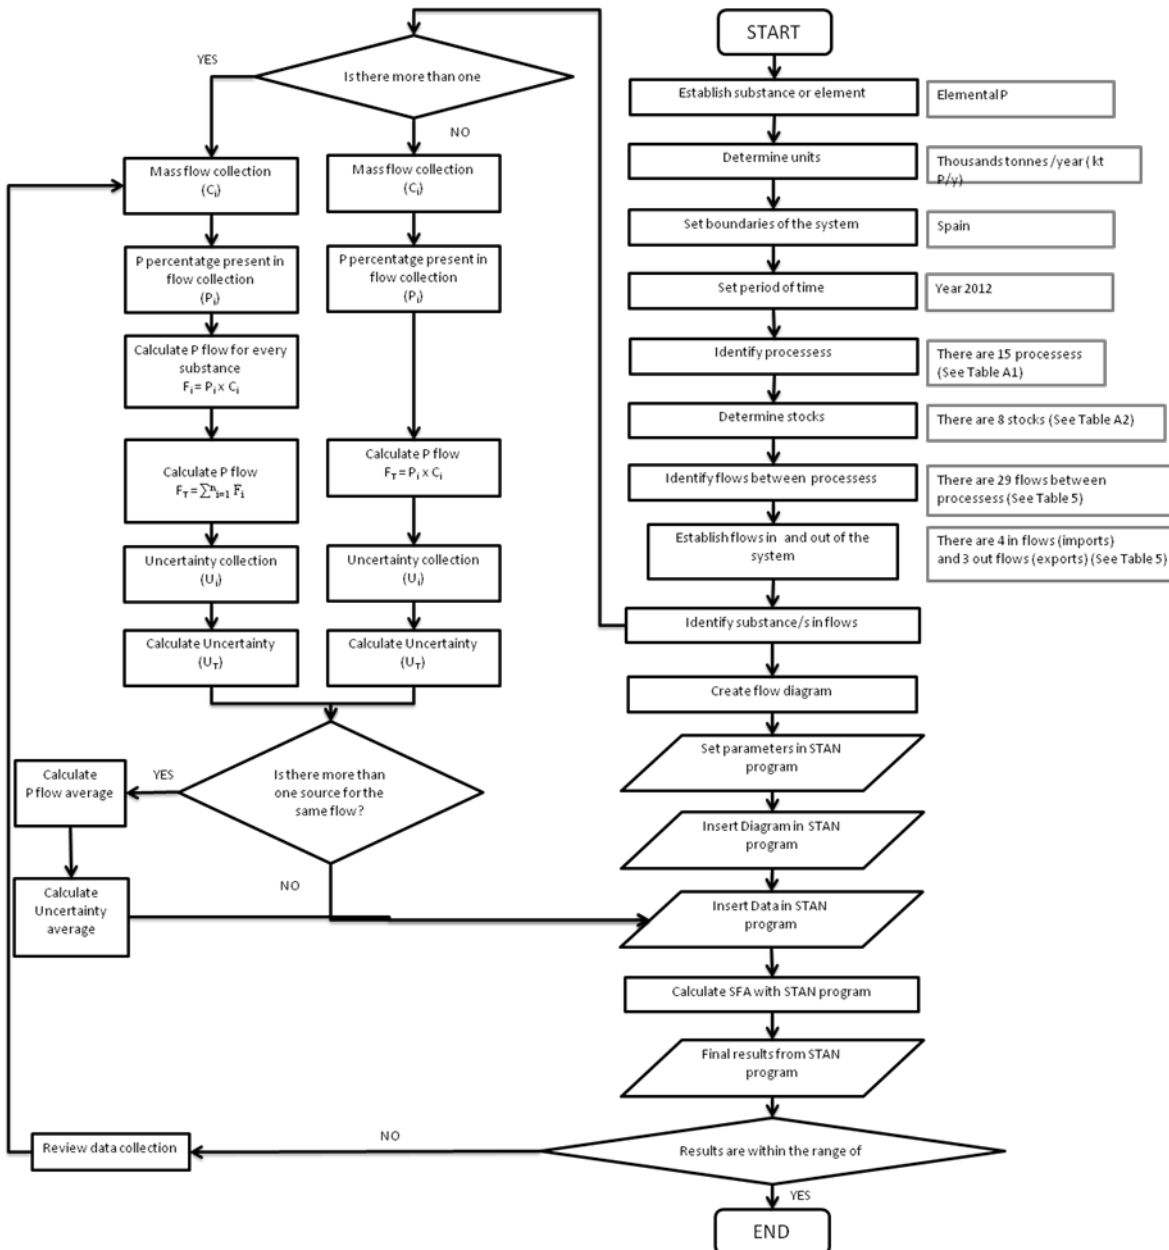 START
Establish substance or element
Elemental P
Determine units
Thousands tonnes /year ( kt
P/y)
Set boundaries of the system
Spain
Set period of time
Year 2012
Identify processess
There are 15 processess
(See Table A1)
Determine stocks
There are 8 stocks (See Table A2)
Identify flows between processess
There are 29 flows between
processess (See Table 5)
Establish flows in and out of the
system
There are 4 in flows (imports)
and 3 out flows (exports) (See Table 5)
Identify substance/s in flows
Is there more than one
YES
NO
Mass flow collection
(Ci)
P percentatge present in
flow collection
(Pi)
Calculate P flow for every
substance
Fi = Pi x Ci
Calculate P flow
FT = ∑ni=1 Fi
Uncertainty collection
(Ui)
Calculate Uncertainty
(UT)
Mass flow collection
(Ci)
P percentatge present in
flow collection
(Pi)
Calculate P flow
FT = Pi x Ci
Uncertainty collection
(Ui)
Calculate Uncertainty
(UT)
Is there more than
one source for the
same flow?
YES
Calculate
P flow average
Calculate
Uncertainty
average
NO
Create flow diagram
Set parameters in STAN
program
Insert Diagram in STAN
program
Insert Data in STAN
program
Calculate SFA with STAN program
Final results from STAN
program
Results are within the range of
NO
Review data collection
YES
END